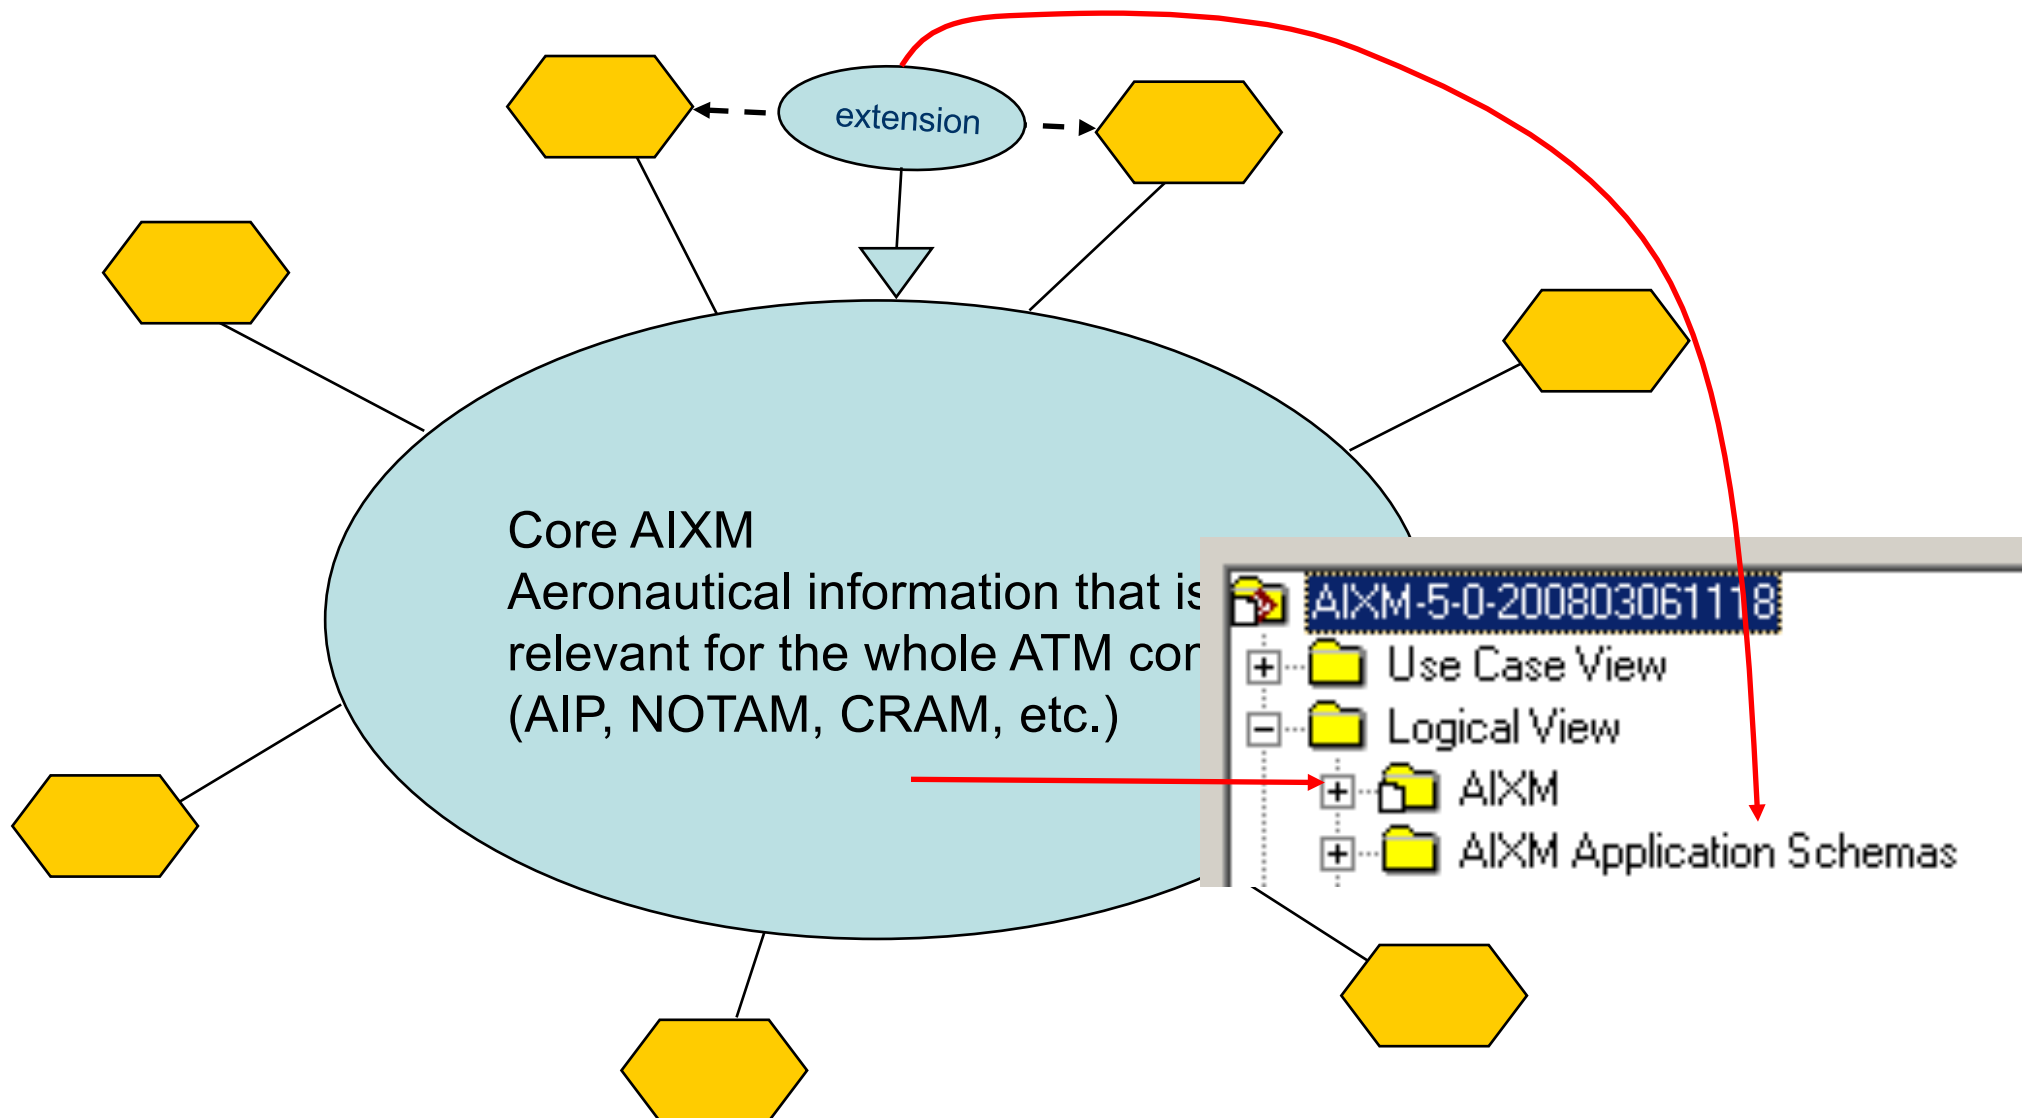 extension
Core AIXM
Aeronautical information that is
relevant for the whole ATM
(AIP, NOTAM, CRAM, etc.)
AIXM-5-0-200803061118
Use Case View
Logical View
AIXM
AIXM Application Schemas